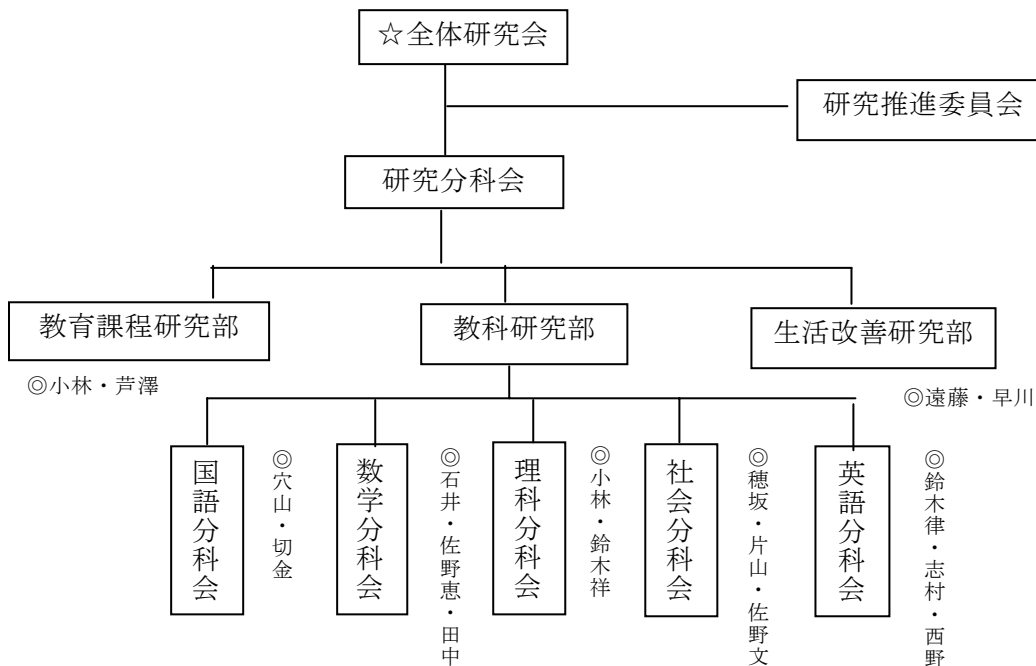 ☆全体研究会
研究推進委員会
研究分科会
教育課程研究部
教科研究部
生活改善研究部
◎小林・芦澤
◎遠藤・早川
国語分科会
◎穴山・切金
数学分科会
◎石井・佐野恵・田中
理科分科会
◎小林・鈴木祥
社会分科会
◎穂坂・片山・佐野文
英語分科会
◎鈴木律・志村・西野